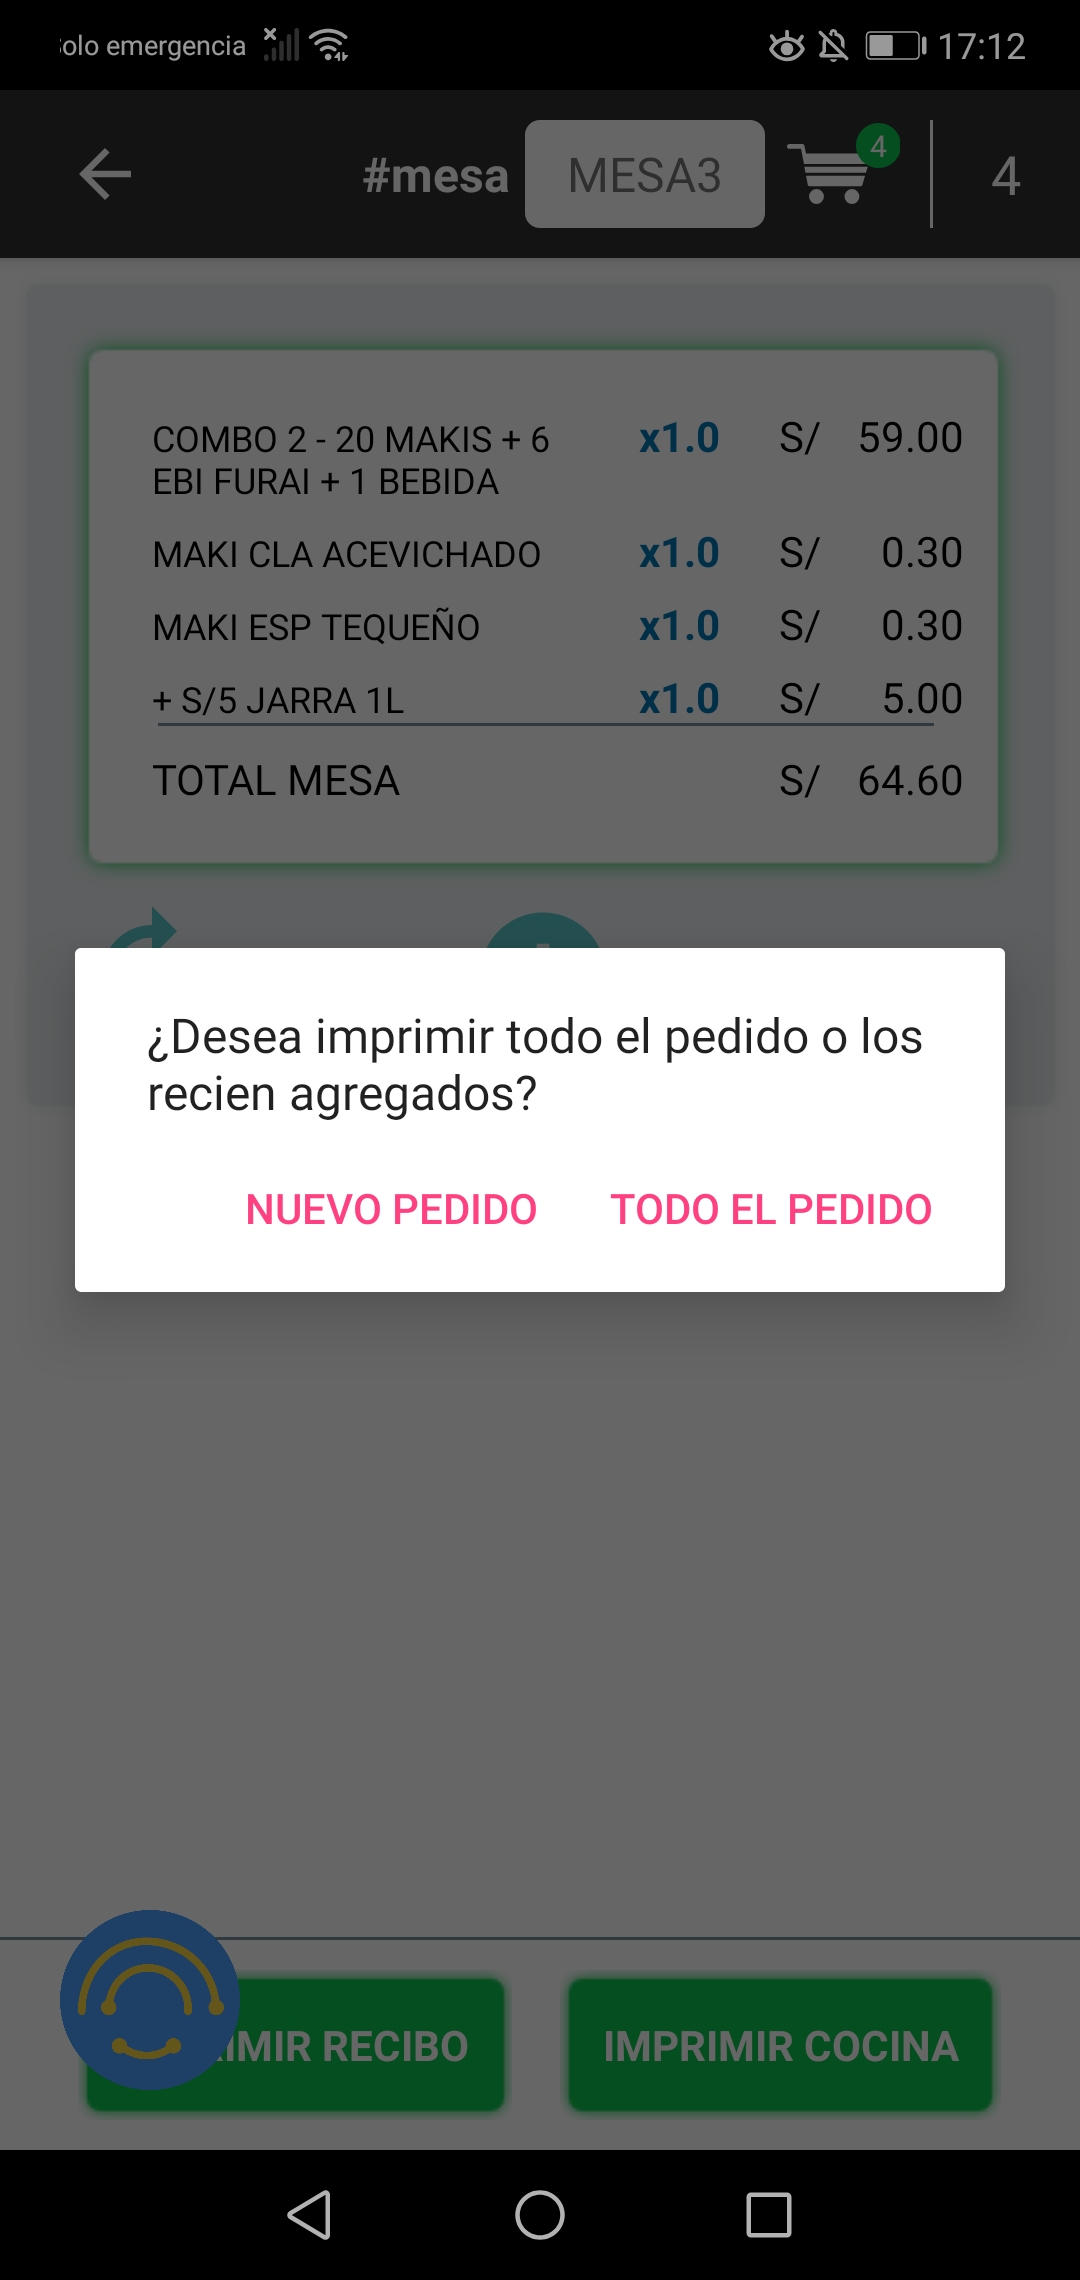 olo emergencia 17:12
#mesa MESA3 4 4
COMBO 2 - 20 MAKIS + 6 x1.0 S/ 59.00
EBI FURAI + 1 BEBIDA
MAKI CLA ACEVICHADO x1.0 S/ 0.30
MAKI ESP TEQUEÑO x1.0 S/ 0.30
+ S/5 JARRA 1L x1.0 S/ 5.00
TOTAL MESA S/ 64.60
¿Desea imprimir todo el pedido o los
recien agregados?
NUEVO PEDIDO TODO EL PEDIDO
IMIR RECIBO IMPRIMIR COCINA